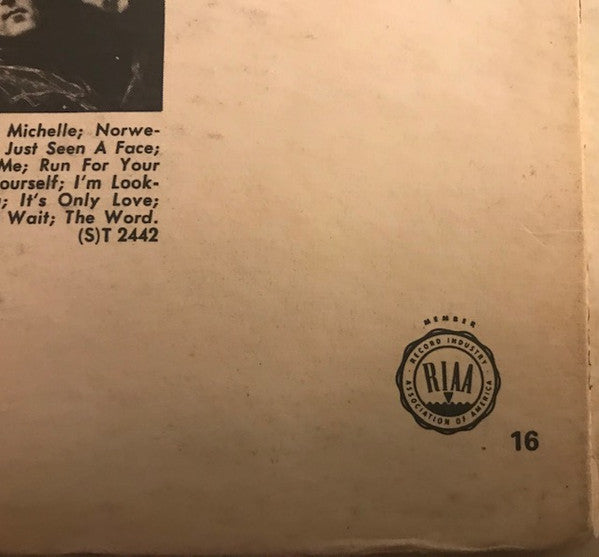 Michelle; Norwe-
Just Seen A Face;
Me; Run For Your
ourself; I'm Look-
; It's Only Love;
Wait; The Word.
(S)T 2442
MEMBER
RECORD INDUSTRY
RIAA
ASSOCIATION OF AMERICA
16